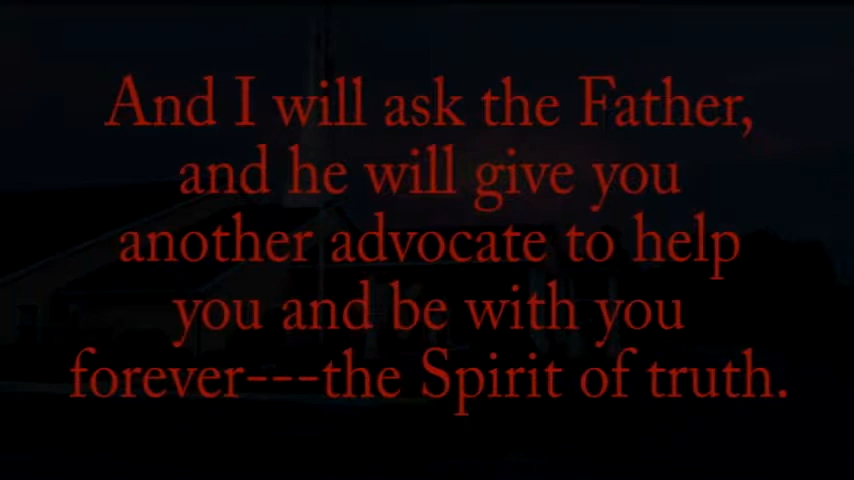 And I will ask the Father,
and he will give you
another advocate to help
you and be with you
forever---the Spirit of truth.